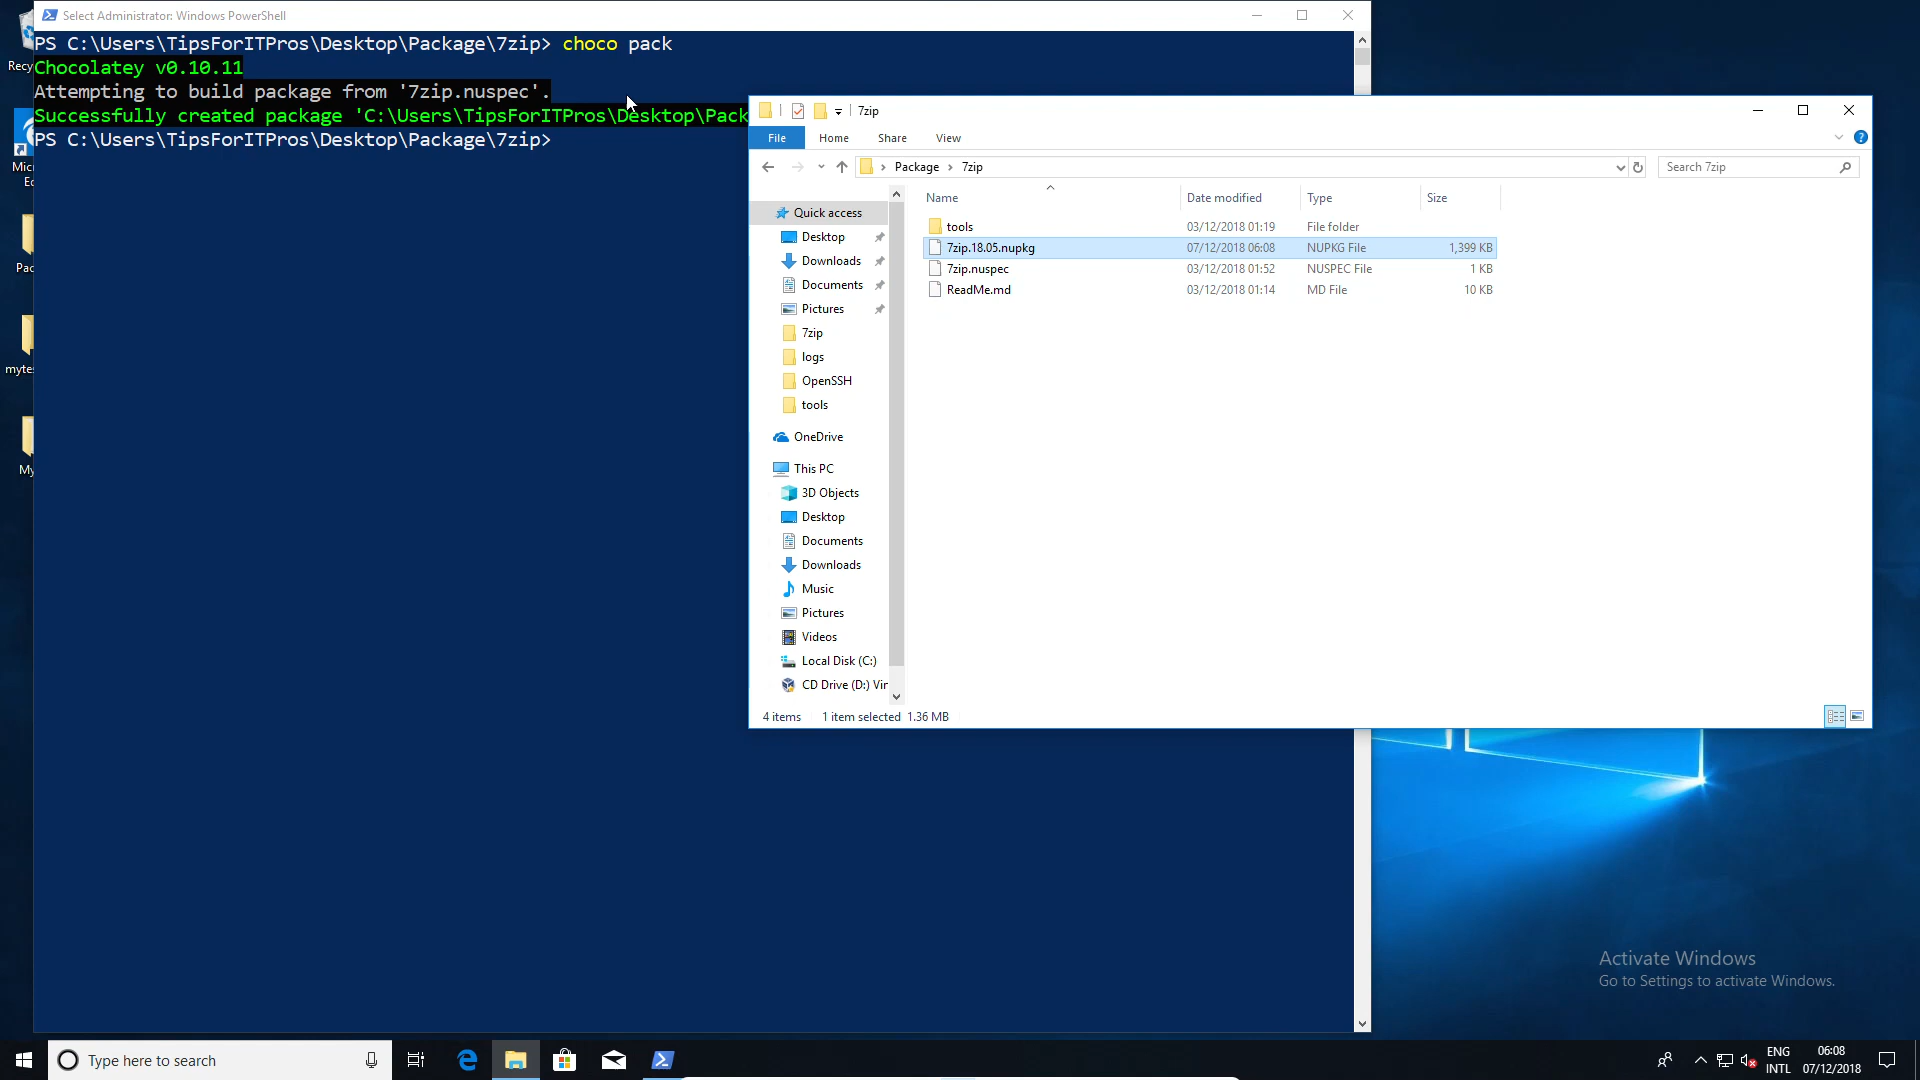 Select Administrator: Windows PowerShell
PS C:\Users\TipsForITPros\Desktop\Package\7zip> choco pack
Chocolatey v0.10.11
Attempting to build package from '7zip.nuspec'.
Successfully created package 'C:\Users\TipsForITPros\Desktop\Pack
PS C:\Users\TipsForITPros\Desktop\Package\7zip>
Recy
Mic
Ec
Pac
myte
My
7zip
File Home Share View
Package 7zip
Search 7zip
Name Date modified Type Size
tools 03/12/2018 01:19 File folder
7zip.18.05.nupkg 07/12/2018 06:08 NUPKG File 1,399 KB
7zip.nuspec 03/12/2018 01:52 NUSPEC File 1 KB
ReadMe.md 03/12/2018 01:14 MD File 10 KB
Quick access
Desktop
Downloads
Documents
Pictures
7zip
logs
OpenSSH
tools
OneDrive
This PC
3D Objects
Desktop
Documents
Downloads
Music
Pictures
Videos
Local Disk (C:)
CD Drive (D:) Vir
4 items 1 item selected 1.36 MB
Activate Windows
Go to Settings to activate Windows.
Type here to search
ENG
INTL
06:08
07/12/2018